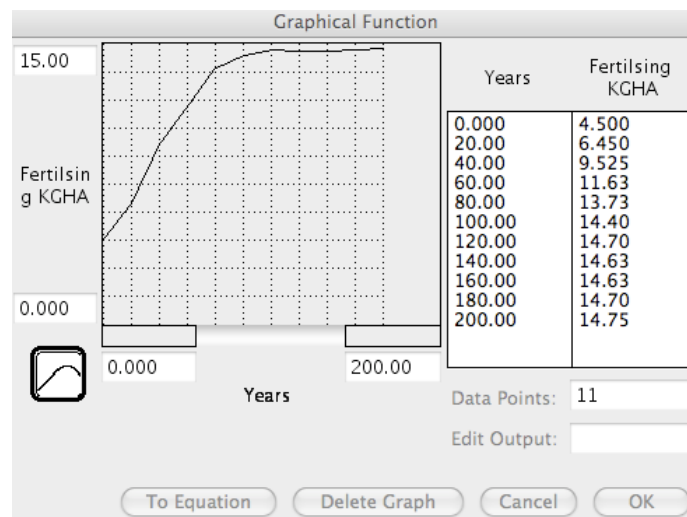 Graphical Function
15.00
Fertilsin
g KGHA
0.000
0.000
200.00
Years
Years
Fertilsing
KGHA
0.000 4.500
20.00 6.450
40.00 9.525
60.00 11.63
80.00 13.73
100.00 14.40
120.00 14.70
140.00 14.63
160.00 14.63
180.00 14.70
200.00 14.75
Data Points: 11
Edit Output:
To Equation
Delete Graph
Cancel
OK